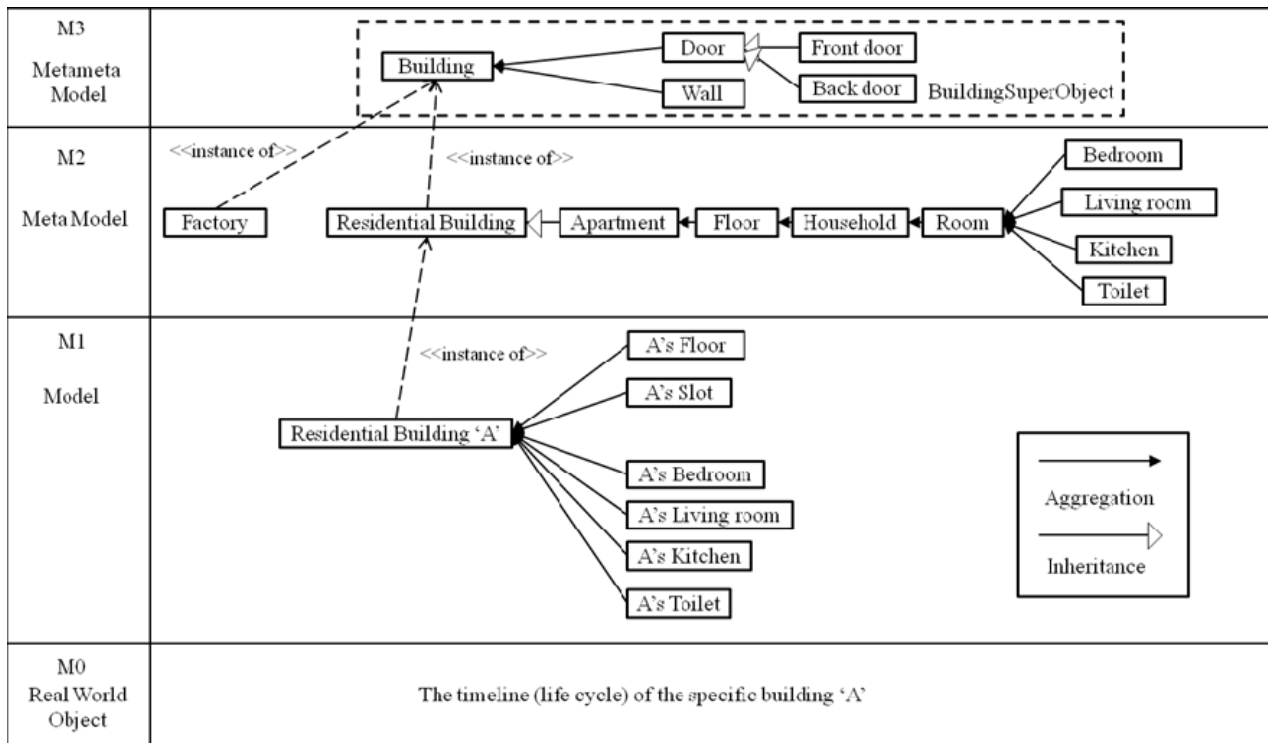 M3
Metameta
Model
Building
Door
Wall
Front door
Back door
BuildingSuperObject
M2
Meta Model
<<instance of>>
<<instance of>>
Factory
Residential Building
Apartment
Floor
Household
Room
Bedroom
Living room
Kitchen
Toilet
M1
Model
<<instance of>>
Residential Building ‘A’
A’s Floor
A’s Slot
A’s Bedroom
A’s Living room
A’s Kitchen
A’s Toilet
Aggregation
Inheritance
M0
Real World
Object
The timeline (life cycle) of the specific building ‘A’